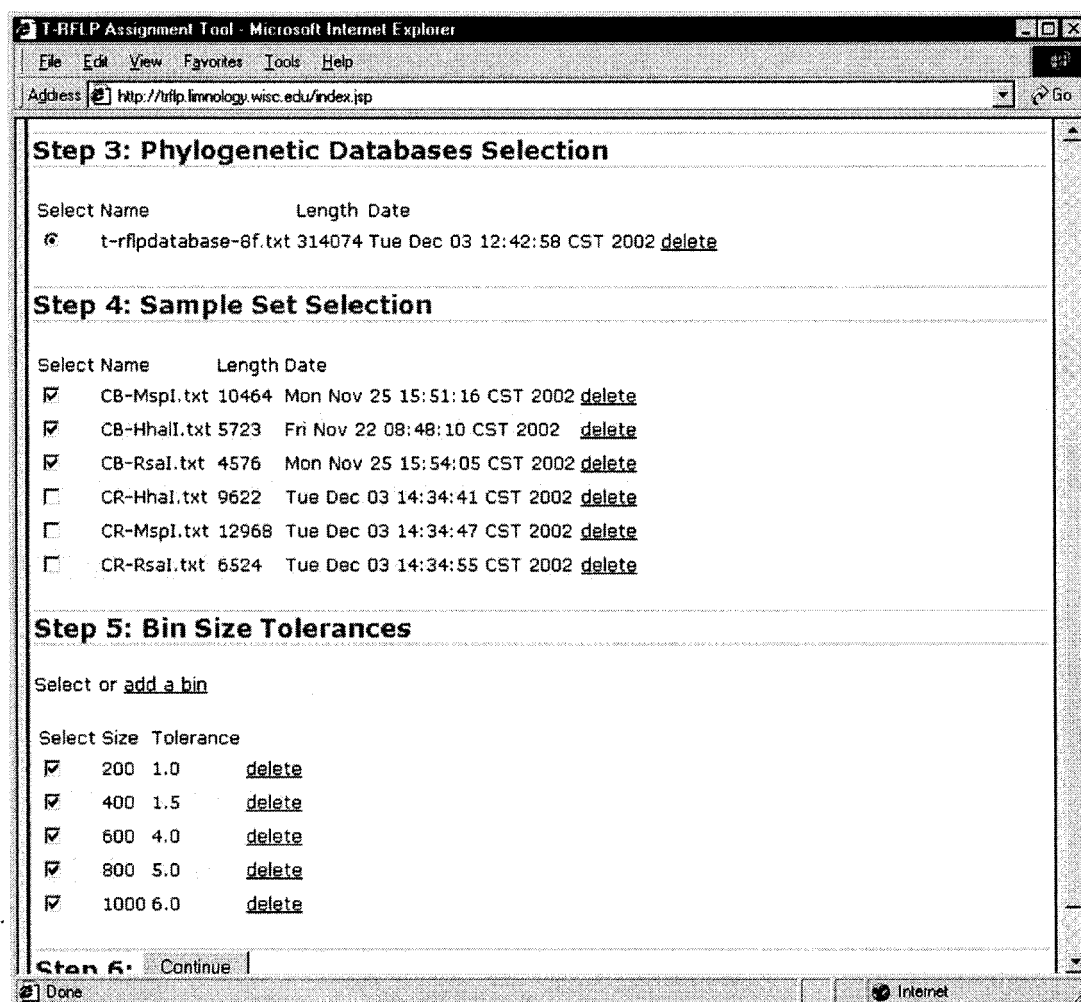 T-RFLP Assignment Tool - Microsoft Internet Explorer
File Edit View Favorites Tools Help
Address http://trflp.limnology.wisc.edu/index.jsp Go
Step 3: Phylogenetic Databases Selection
Select Name Length Date
t-rflpdatabase-8f.txt 314074 Tue Dec 03 12:42:58 CST 2002 delete
Step 4: Sample Set Selection
Select Name Length Date
CB-MspI.txt 10464 Mon Nov 25 15:51:16 CST 2002 delete
CB-HhaII.txt 5723 Fri Nov 22 08:48:10 CST 2002 delete
CB-RsaI.txt 4576 Mon Nov 25 15:54:05 CST 2002 delete
CR-HhaI.txt 9622 Tue Dec 03 14:34:41 CST 2002 delete
CR-MspI.txt 12968 Tue Dec 03 14:34:47 CST 2002 delete
CR-RsaI.txt 6524 Tue Dec 03 14:34:55 CST 2002 delete
Step 5: Bin Size Tolerances
Select or add a bin
Select Size Tolerance
200 1.0 delete
400 1.5 delete
600 4.0 delete
800 5.0 delete
1000 6.0 delete
Step 6: Continue
Done Internet